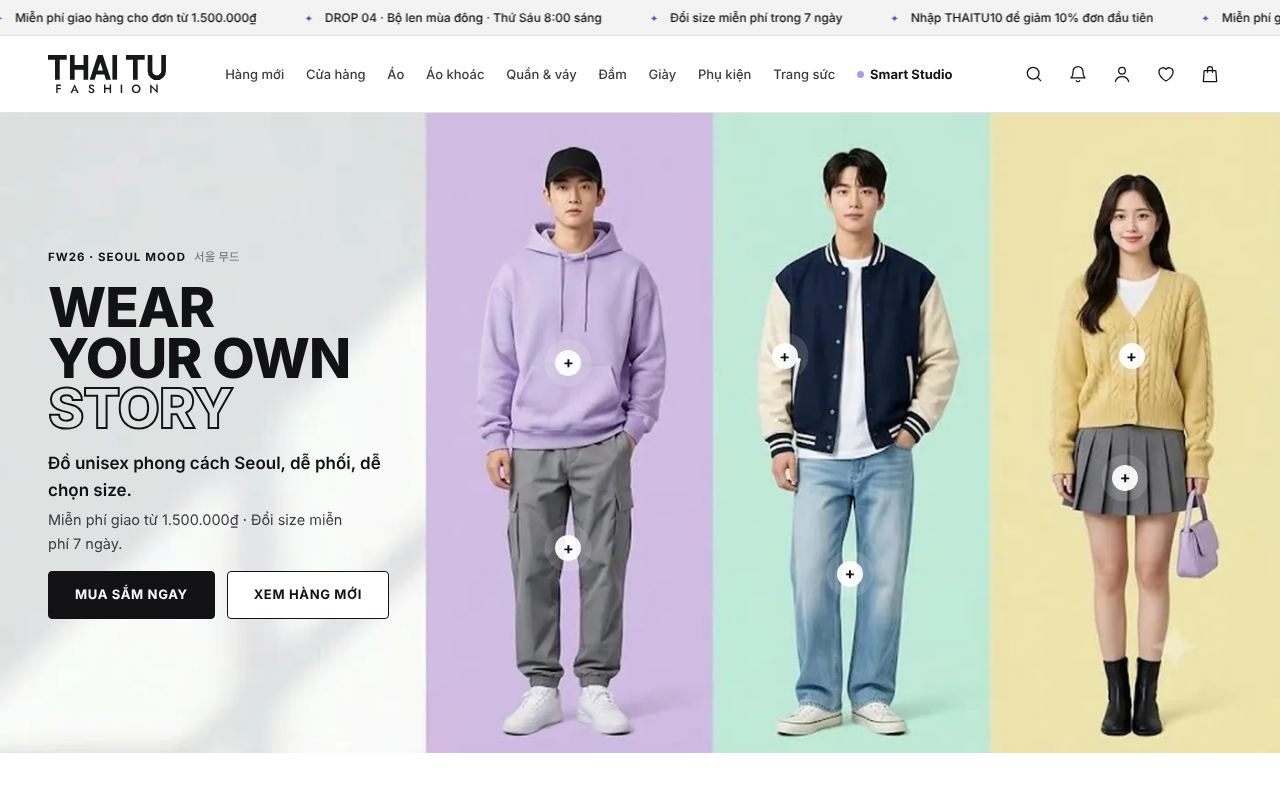 Miễn phí giao hàng cho đơn từ 1.500.000₫ ✦ DROP 04 · Bộ len mùa đông · Thứ Sáu 8:00 sáng ✦ Đổi size miễn phí trong 7 ngày ✦ Nhập THAITU10 để giảm 10% đơn đầu tiên ✦ Miễn phí g
THAI TU
FASHION
Hàng mới Cửa hàng Áo Áo khoác Quần & váy Đầm Giày Phụ kiện Trang sức Smart Studio
FW26 · SEOUL MOOD 서울 무드
WEAR
YOUR OWN
STORY
Đồ unisex phong cách Seoul, dễ phối, dễ
chọn size.
Miễn phí giao từ 1.500.000₫ · Đổi size miễn
phí 7 ngày.
MUA SẮM NGAY XEM HÀNG MỚI